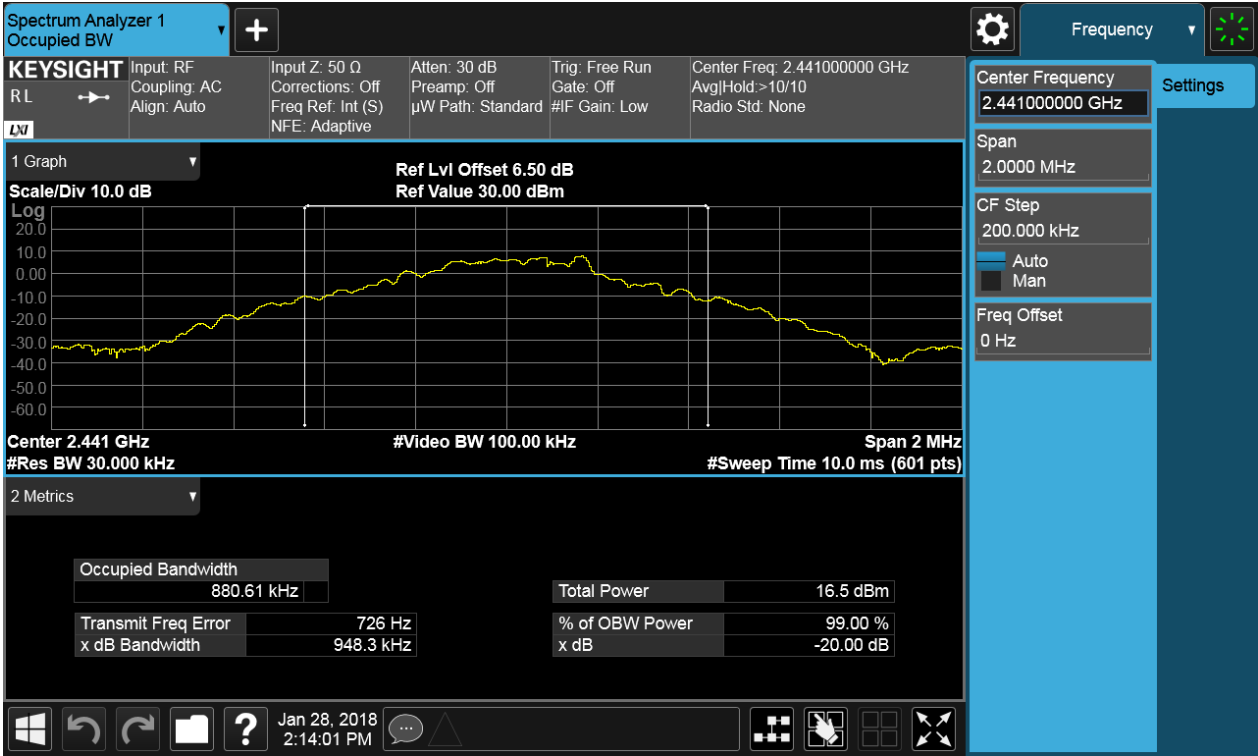 Spectrum Analyzer 1
Occupied BW
+
Frequency
KEYSIGHT
R L
LXI
Input: RF
Coupling: AC
Align: Auto
Input Z: 50 Ω
Corrections: Off
Freq Ref: Int (S)
NFE: Adaptive
Atten: 30 dB
Preamp: Off
µW Path: Standard
Trig: Free Run
Gate: Off
#IF Gain: Low
Center Freq: 2.441000000 GHz
Avg|Hold:>10/10
Radio Std: None
Center Frequency
2.441000000 GHz
Settings
Span
2.0000 MHz
CF Step
200.000 kHz
Auto
Man
Freq Offset
0 Hz
1 Graph
Scale/Div 10.0 dB
Ref Lvl Offset 6.50 dB
Ref Value 30.00 dBm
Log
20.0
10.0
0.00
-10.0
-20.0
-30.0
-40.0
-50.0
-60.0
Center 2.441 GHz
#Video BW 100.00 kHz
Span 2 MHz
#Res BW 30.000 kHz
#Sweep Time 10.0 ms (601 pts)
2 Metrics
Occupied Bandwidth
880.61 kHz
Total Power 16.5 dBm
Transmit Freq Error 726 Hz
% of OBW Power 99.00 %
x dB Bandwidth 948.3 kHz
x dB -20.00 dB
?
Jan 28, 2018
2:14:01 PM